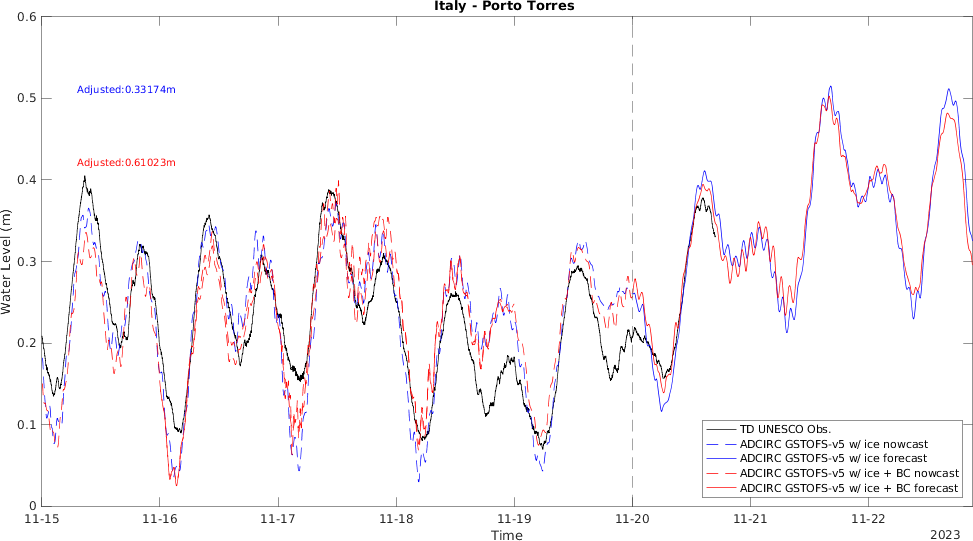 Italy - Porto Torres
Water Level (m)
0.6
0.5
0.4
0.3
0.2
0.1
0
Adjusted:0.33174m
Adjusted:0.61023m
TD UNESCO Obs.
ADCIRC GSTOFS-v5 w/ ice nowcast
ADCIRC GSTOFS-v5 w/ ice forecast
ADCIRC GSTOFS-v5 w/ ice + BC nowcast
ADCIRC GSTOFS-v5 w/ ice + BC forecast
11-15 11-16 11-17 11-18 11-19 11-20 11-21 11-22
Time
2023